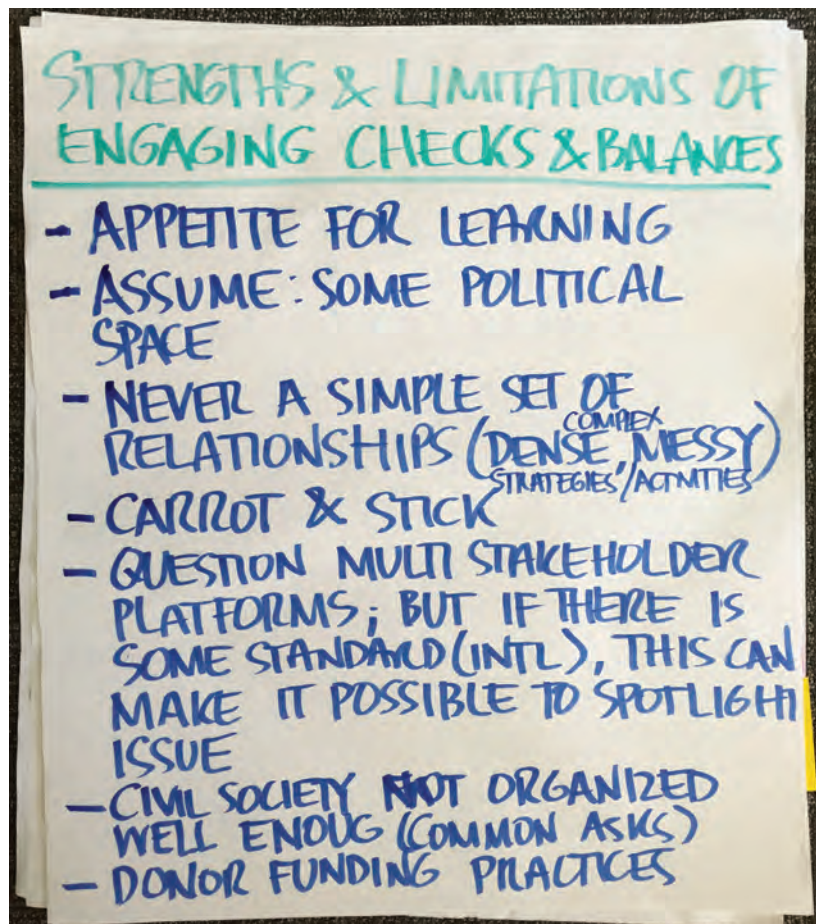 STRENGTHS & LIMITATIONS OF
ENGAGING CHECKS & BALANCES
- APPETITE FOR LEARNING
- ASSUME: SOME POLITICAL
SPACE
- NEVER A SIMPLE SET OF
COMPLEX
RELATIONSHIPS (DENSE, MESSY)
STRATEGIES/ACTIVITIES
- CARROT & STICK
- QUESTION MULTI STAKEHOLDER
PLATFORMS; BUT IF THERE IS
SOME STANDARD (INTL), THIS CAN
MAKE IT POSSIBLE TO SPOTLIGHT
ISSUE
- CIVIL SOCIETY NOT ORGANIZED
WELL ENOUG (COMMON ASKS)
- DONOR FUNDING PRACTICES